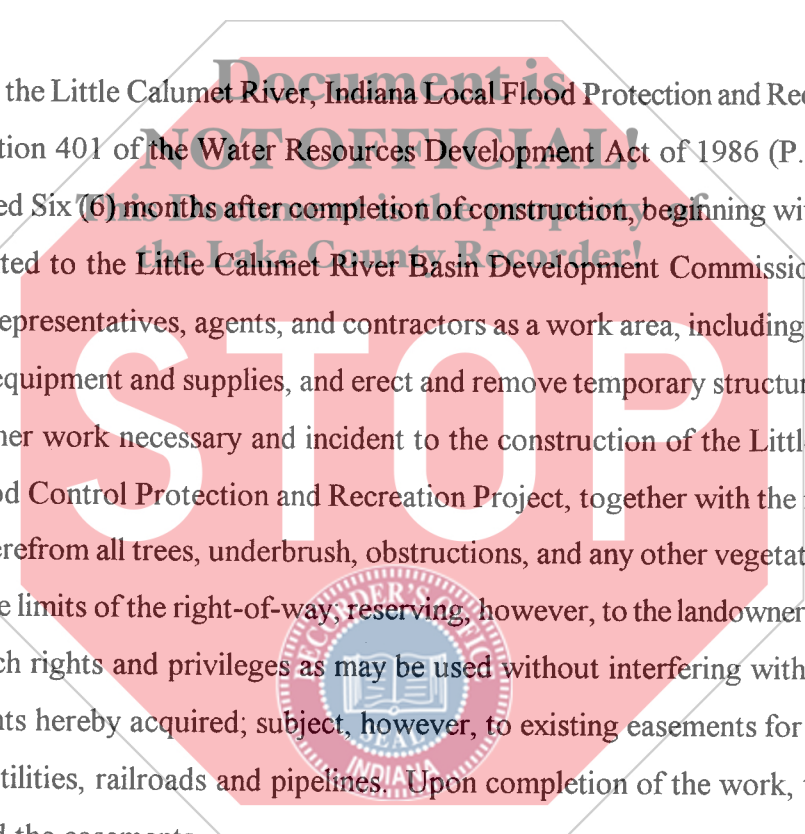 Document is
the Little Calumet River, Indiana Local Flood Protection and Rec
NOT OFFICIAL!
tion 401 of the Water Resources Development Act of 1986 (P.
This Document is the property of
ed Six (6) months after completion of construction, beginning wi
the Lake County Recorder!
ted to the Little Calumet River Basin Development Commissio
epresentatives, agents, and contractors as a work area, including
STOP
equipment and supplies, and erect and remove temporary structur
her work necessary and incident to the construction of the Littl
od Control Protection and Recreation Project, together with the
erefrom all trees, underbrush, obstructions, and any other vegetat
e limits of the right-of-way; reserving, however, to the landowner
RECORDER'S OFFIC
ch rights and privileges as may be used without interfering with
nts hereby acquired; subject, however, to existing easements for
SEAL
tilities, railroads and pipelines. Upon completion of the work,
INDIANA
d the easements